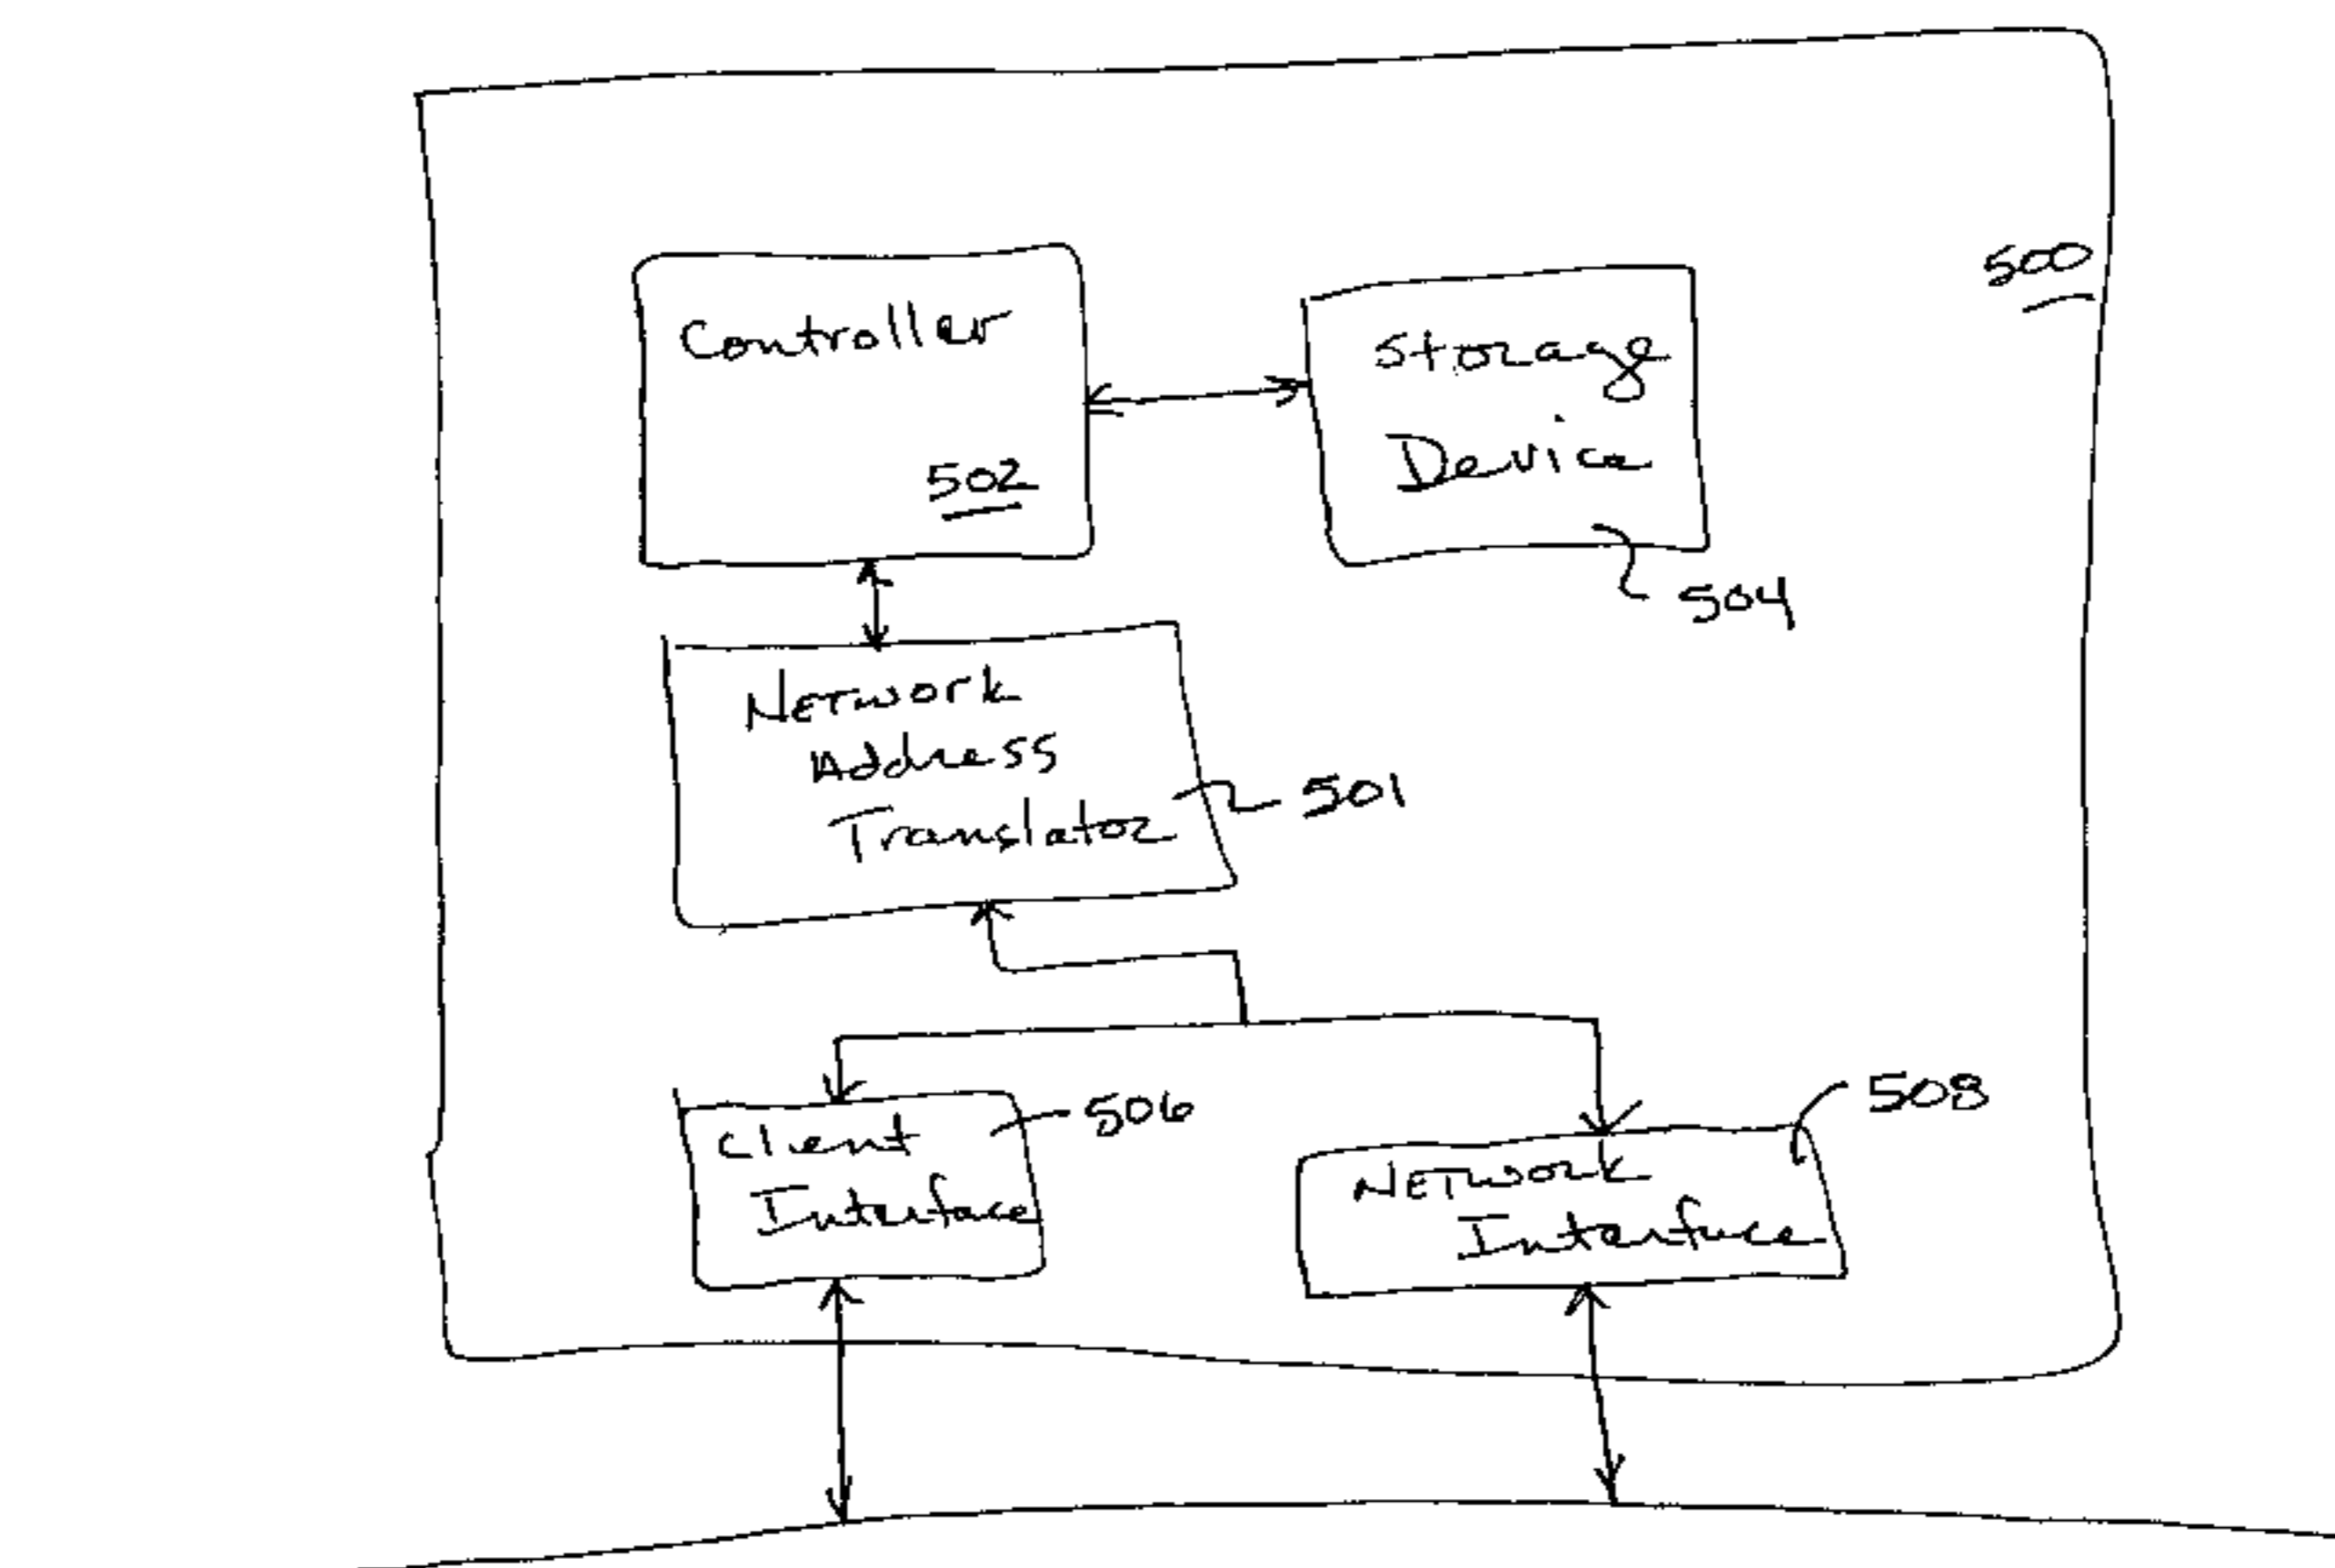 500
Controller
502
Storage
Device
504
Network
Address
Translator
501
Client
Interface
506
Network
Interface
508